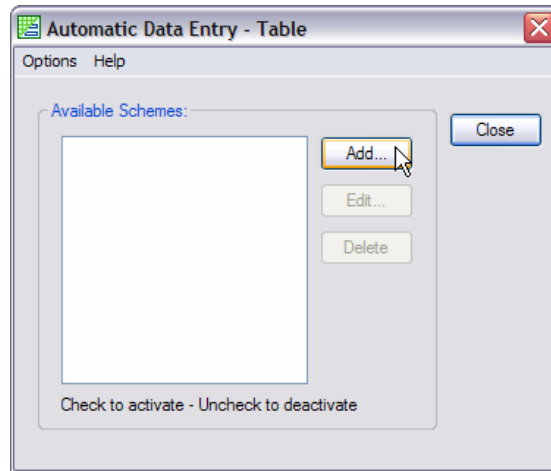 Automatic Data Entry - Table
Options Help
Available Schemes:
Close
Add...
Edit...
Delete
Check to activate - Uncheck to deactivate